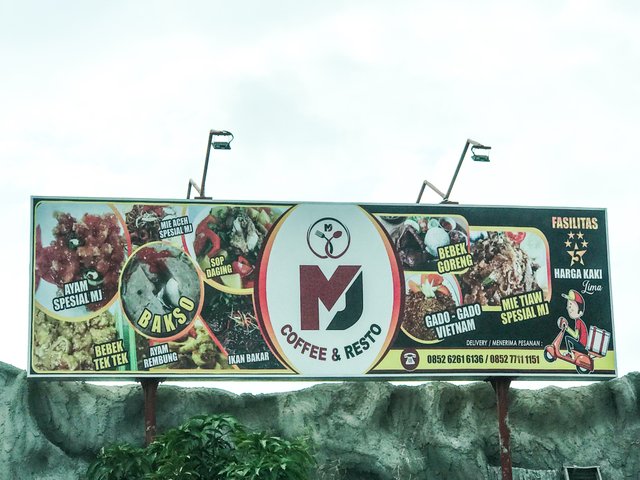 AYAM
SPESIAL MJ
MIE ACEH
SPESIAL MJ
SOP
DAGING
BAKSO
BEBEK
TEK TEK
AYAM
REMBUNG
IKAN BAKAR
MJ
MJ
COFFEE & RESTO
BEBEK
GORENG
GADO - GADO
VIETNAM
MIE TIAW
SPESIAL MJ
FASILITAS
5
HARGA KAKI
Lima
DELIVERY / MENERIMA PESANAN :
0852 6261 6136 / 0852 7711 1151